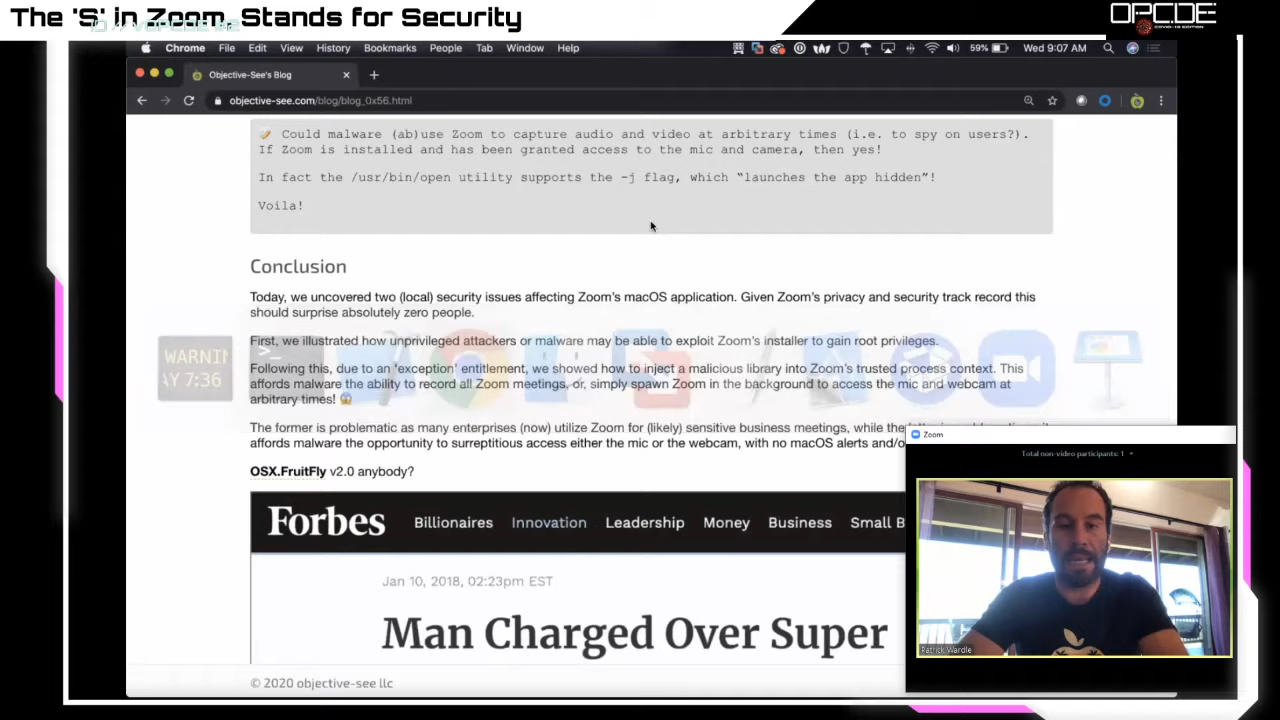 The 'S' in Zoom, Stands for Security
OPCDE
COVID-19 EDITION
Chrome File Edit View History Bookmarks People Tab Window Help
59% Wed 9:07 AM
Objective-See's Blog
objective-see.com/blog/blog_0x56.html
Could malware (ab)use Zoom to capture audio and video at arbitrary times (i.e. to spy on users?).
If Zoom is installed and has been granted access to the mic and camera, then yes!
In fact the /usr/bin/open utility supports the -j flag, which “launches the app hidden”!
Voila!
Conclusion
Today, we uncovered two (local) security issues affecting Zoom's macOS application. Given Zoom's privacy and security track record this
should surprise absolutely zero people.
First, we illustrated how unprivileged attackers or malware may be able to exploit Zoom's installer to gain root privileges.
Following this, due to an 'exception' entitlement, we showed how to inject a malicious library into Zoom's trusted process context. This
affords malware the ability to record all Zoom meetings, or, simply spawn Zoom in the background to access the mic and webcam at
arbitrary times!
The former is problematic as many enterprises (now) utilize Zoom for (likely) sensitive business meetings, while the
affords malware the opportunity to surreptitious access either the mic or the webcam, with no macOS alerts and/o
OSX.FruitFly v2.0 anybody?
WARNIN
AY 7:36
Forbes Billionaires Innovation Leadership Money Business Small B
Jan 10, 2018, 02:23pm EST
Man Charged Over Super
© 2020 objective-see llc
Zoom
Total non-video participants: 1
Patrick Wardle